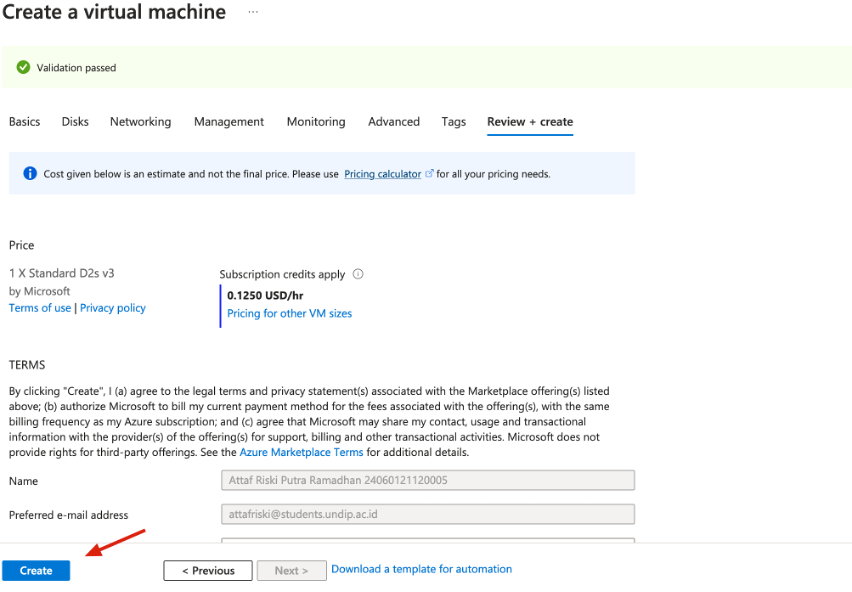 Create a virtual machine ...
Validation passed
Basics Disks Networking Management Monitoring Advanced Tags Review + create
Cost given below is an estimate and not the final price. Please use Pricing calculator for all your pricing needs.
Price
1 X Standard D2s v3
by Microsoft
Terms of use | Privacy policy
Subscription credits apply
0.1250 USD/hr
Pricing for other VM sizes
TERMS
By clicking "Create", I (a) agree to the legal terms and privacy statement(s) associated with the Marketplace offering(s) listed
above; (b) authorize Microsoft to bill my current payment method for the fees associated with the offering(s), with the same
billing frequency as my Azure subscription; and (c) agree that Microsoft may share my contact, usage and transactional
information with the provider(s) of the offering(s) for support, billing and other transactional activities. Microsoft does not
provide rights for third-party offerings. See the Azure Marketplace Terms for additional details.
Name Attaf Riski Putra Ramadhan 24060121120005
Preferred e-mail address attafriski@students.undip.ac.id
Create < Previous Next > Download a template for automation